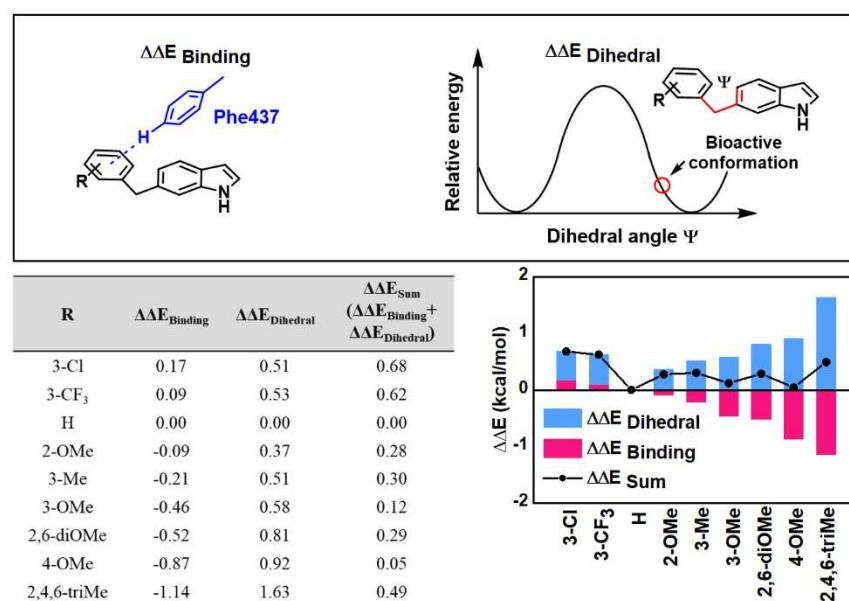 ΔΔE Binding
H
Phe437
R
N
H
ΔΔE Dihedral
Relative energy
Ψ
R
N
H
Bioactive
conformation
Dihedral angle Ψ
R ΔΔEBinding ΔΔEDihedral ΔΔESum (ΔΔEBinding+ ΔΔEDihedral)
3-Cl 0.17 0.51 0.68
3-CF3 0.09 0.53 0.62
H 0.00 0.00 0.00
2-OMe -0.09 0.37 0.28
3-Me -0.21 0.51 0.30
3-OMe -0.46 0.58 0.12
2,6-diOMe -0.52 0.81 0.29
4-OMe -0.87 0.92 0.05
2,4,6-triMe -1.14 1.63 0.49
ΔΔE (kcal/mol)
2
1
0
-1
-2
ΔΔE Dihedral
ΔΔE Binding
ΔΔE Sum
3-Cl
3-CF3
H
2-OMe
3-Me
3-OMe
2,6-diOMe
4-OMe
2,4,6-triMe